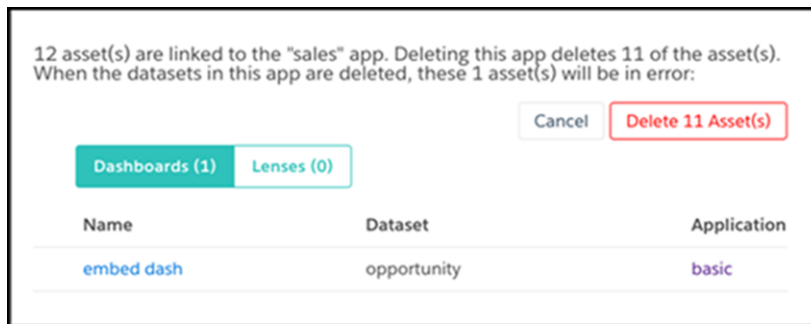 12 asset(s) are linked to the "sales" app. Deleting this app deletes 11 of the asset(s).
When the datasets in this app are deleted, these 1 asset(s) will be in error:
Cancel Delete 11 Asset(s)
Dashboards (1) Lenses (0)
Name Dataset Application
embed dash opportunity basic